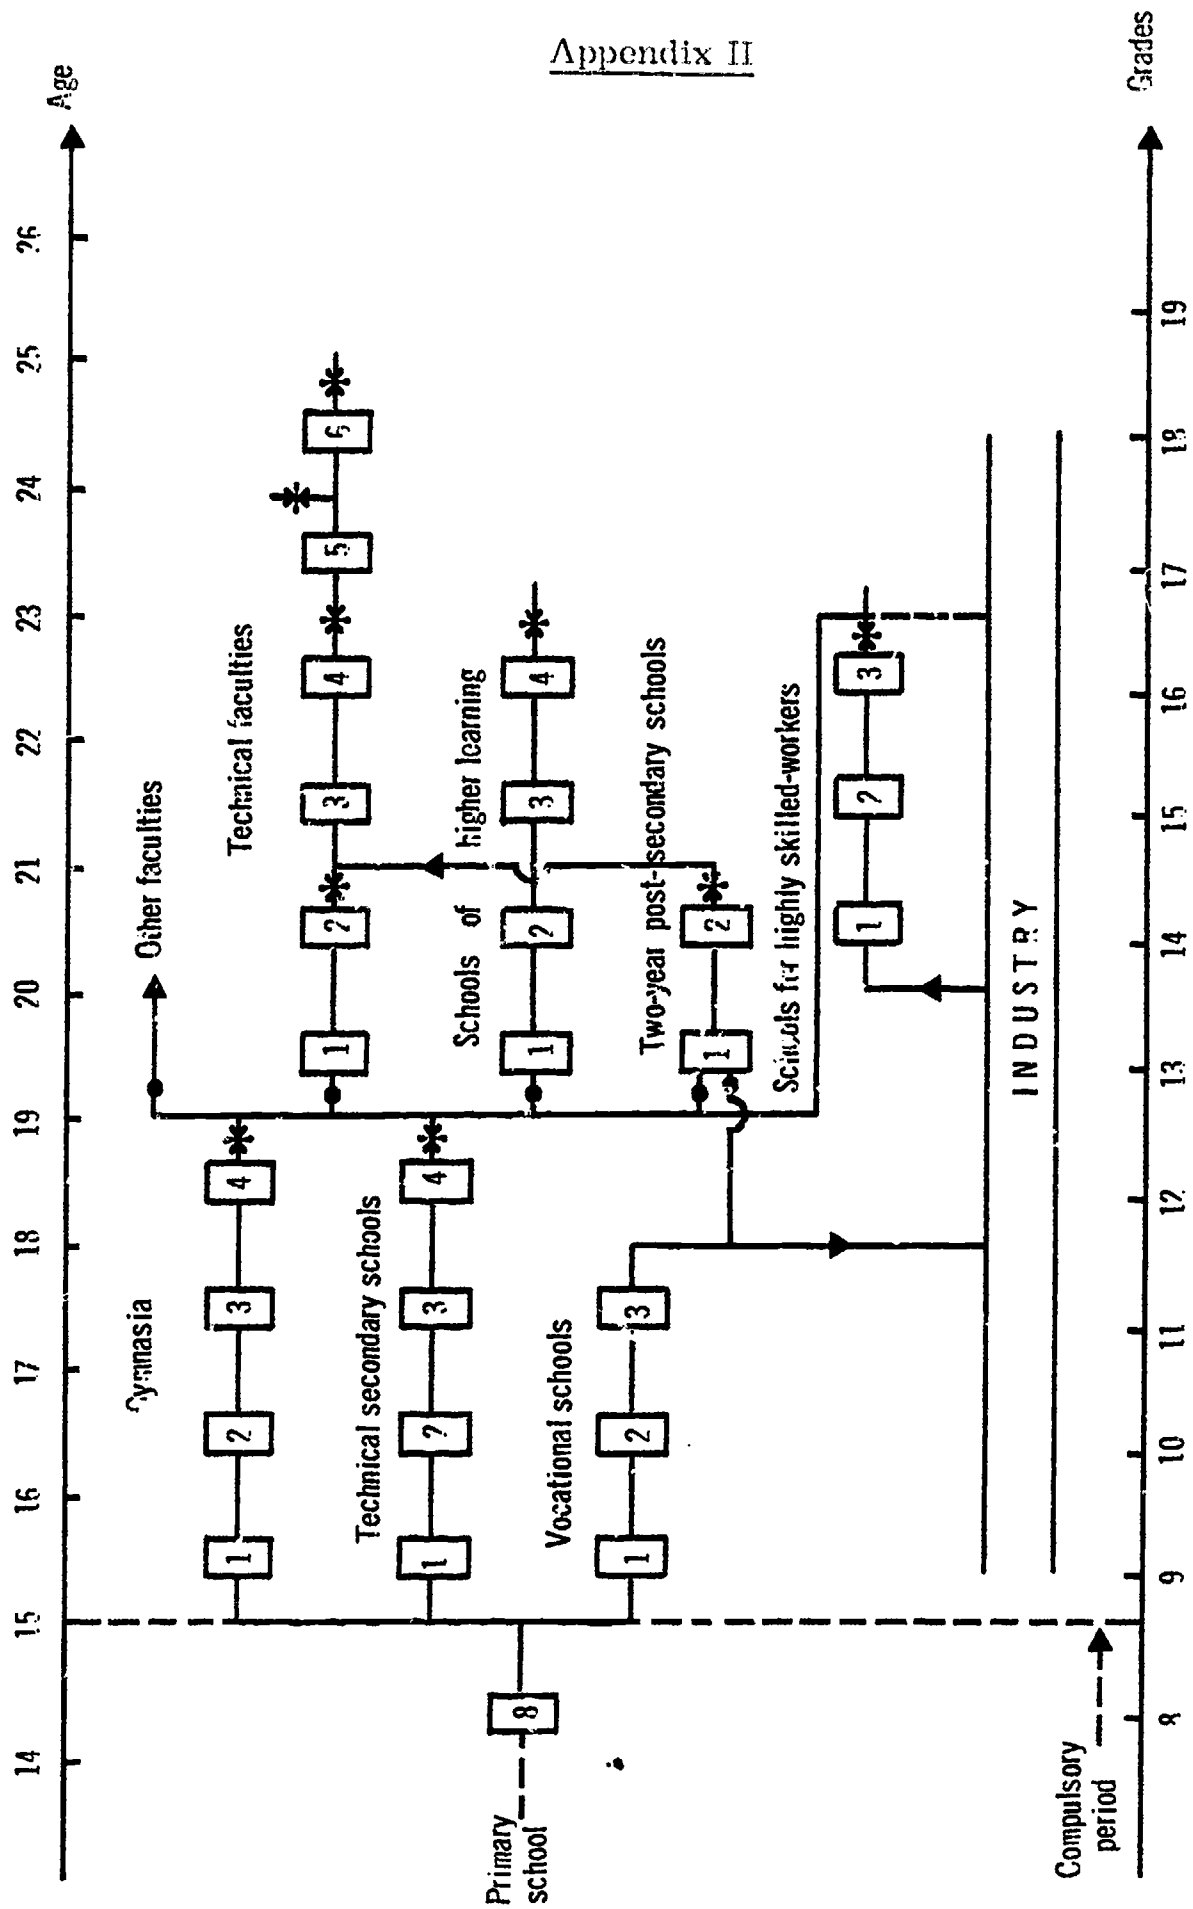 Appendix II
Age
14 15 16 17 18 19 20 21 22 23 24 25 26
Other faculties
Gymnasia
1 2 3 4
Technical faculties
1 2 3 4 5 6
Technical secondary schools
1 2 3 4
Schools of higher learning
1 2 3 4
Primary
school
8
Vocational schools
1 2 3
Two-year post-secondary schools
1 2
Schools for highly skilled-workers
1 2 3
INDUSTRY
Compulsory
period
8 9 10 11 12 13 14 15 16 17 18 19
Grades